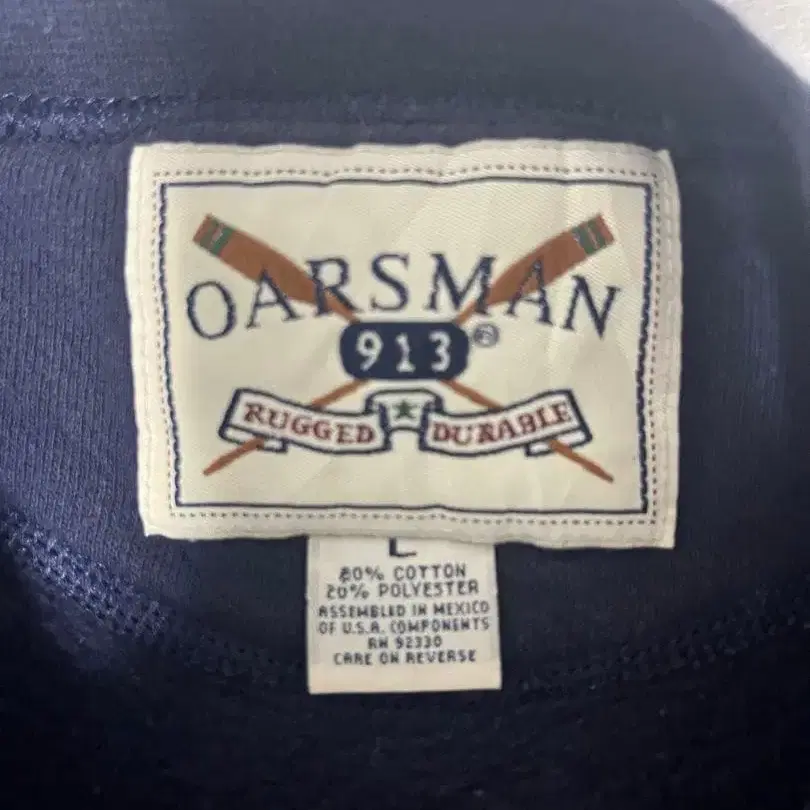 OARSMAN
913®
RUGGED DURABLE
L
80% COTTON
20% POLYESTER
ASSEMBLED IN MEXICO
OF U.S.A. COMPONENTS
RN 92330
CARE ON REVERSE